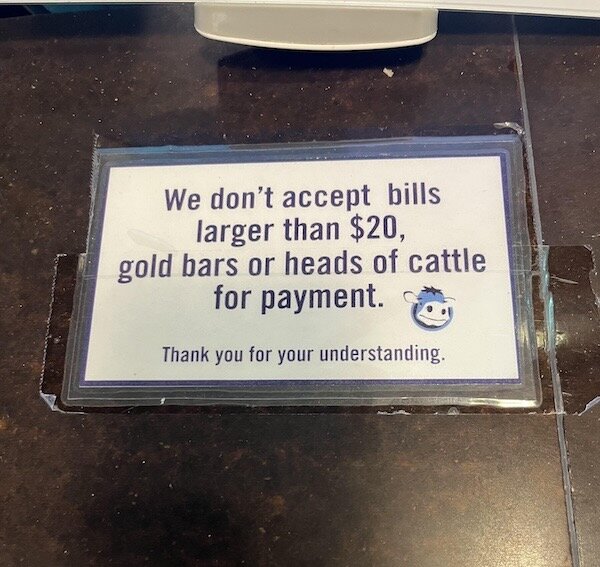 We don't accept bills
larger than $20,
gold bars or heads of cattle
for payment.
Thank you for your understanding.